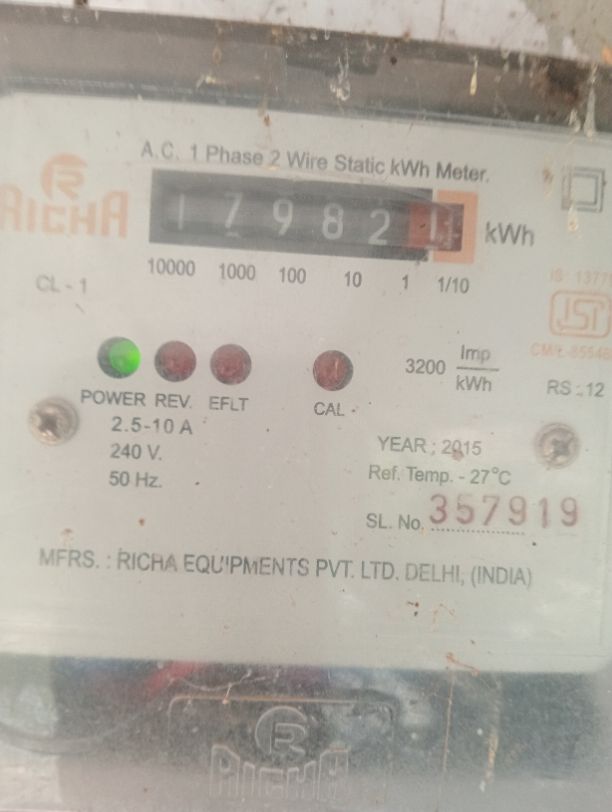 A.C. 1 Phase 2 Wire Static kWh Meter.
RICHA
1 7 9 8 2 1 kWh
10000 1000 100 10 1 1/10
CL-1
ISI
3200 Imp/kWh
RS:12
POWER REV. EFLT CAL
2.5-10 A
240 V.
50 Hz.
YEAR : 2015
Ref. Temp. - 27°C
SL. No. 357919
MFRS. : RICHA EQUIPMENTS PVT. LTD. DELHI, (INDIA)
RICHA